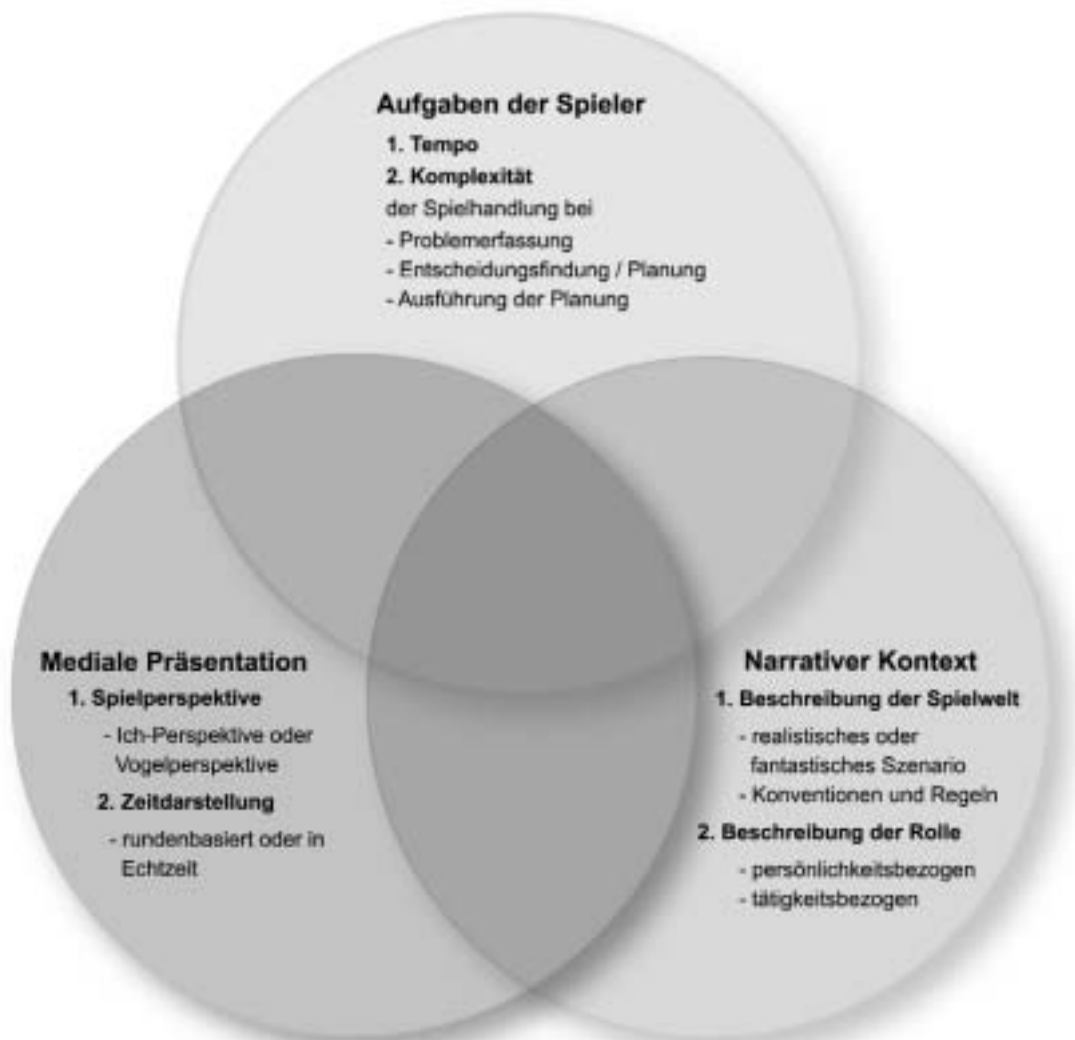 Aufgaben der Spieler
1. Tempo
2. Komplexität
der Spielhandlung bei
- Problemerfassung
- Entscheidungsfindung / Planung
- Ausführung der Planung
Mediale Präsentation
1. Spielperspektive
- Ich-Perspektive oder
Vogelperspektive
2. Zeitdarstellung
- rundenbasiert oder in
Echtzeit
Narrativer Kontext
1. Beschreibung der Spielwelt
- realistisches oder
fantastisches Szenario
- Konventionen und Regeln
2. Beschreibung der Rolle
- persönlichkeitsbezogen
- tätigkeitsbezogen